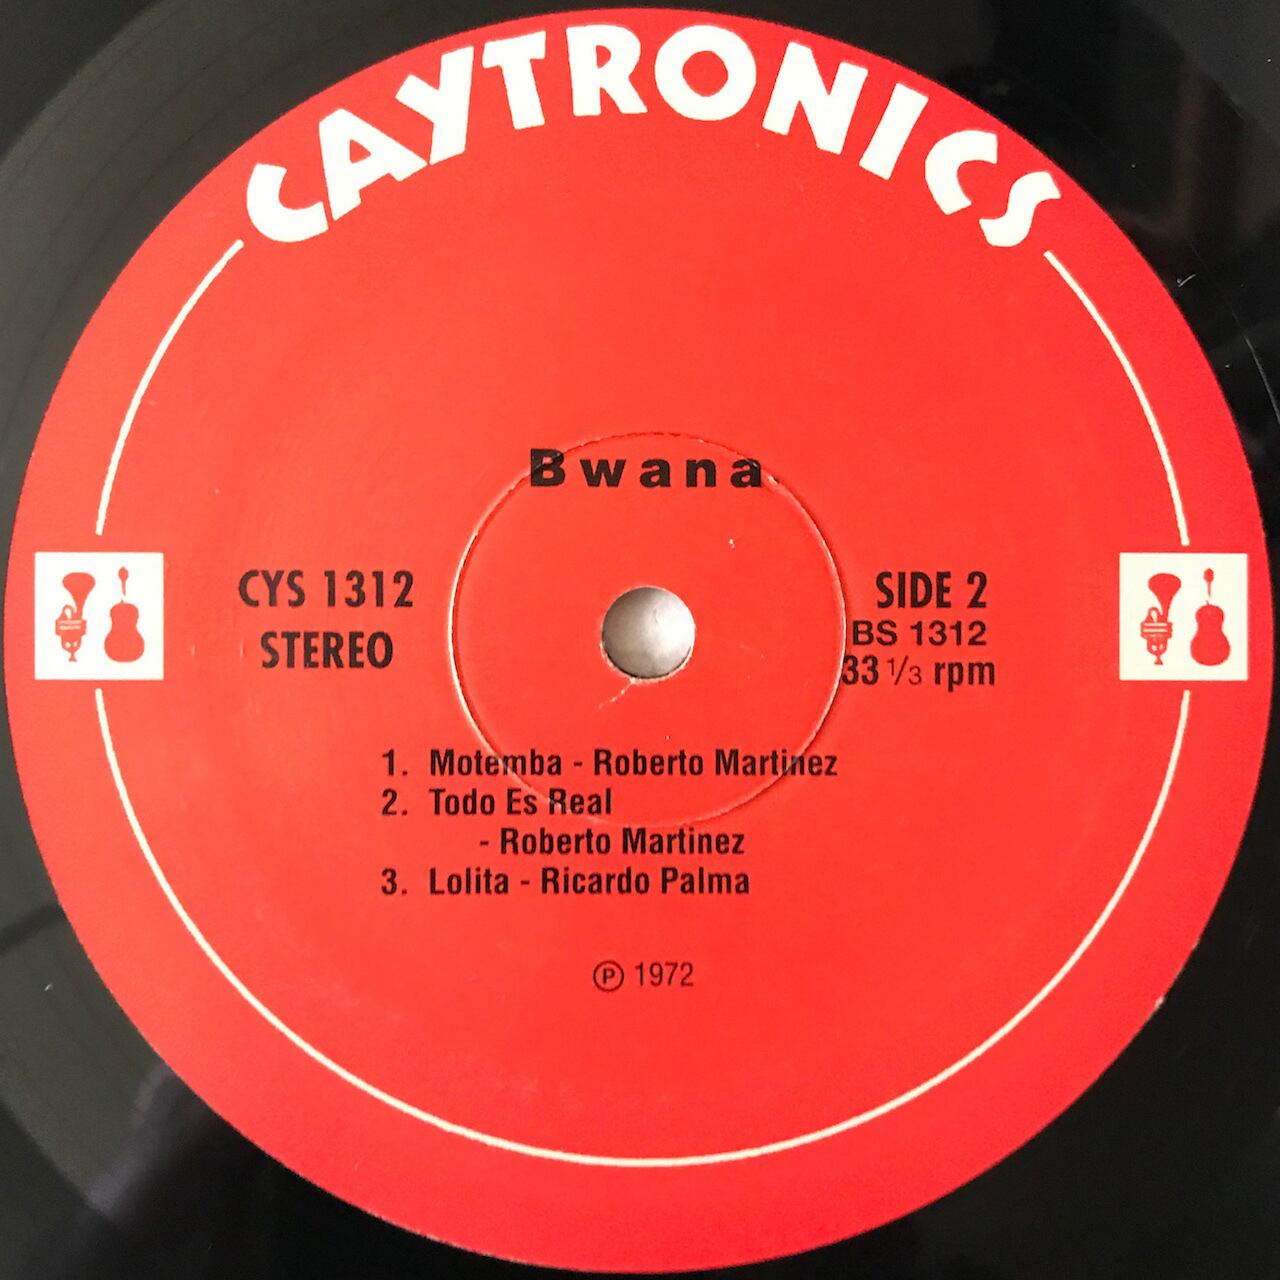 CAYTRONICS
Bwana
CYS 1312
STEREO
SIDE 2
BS 1312
33 1/3 rpm
1. Motemba - Roberto Martinez
2. Todo Es Real
- Roberto Martinez
3. Lolita - Ricardo Palma
℗ 1972